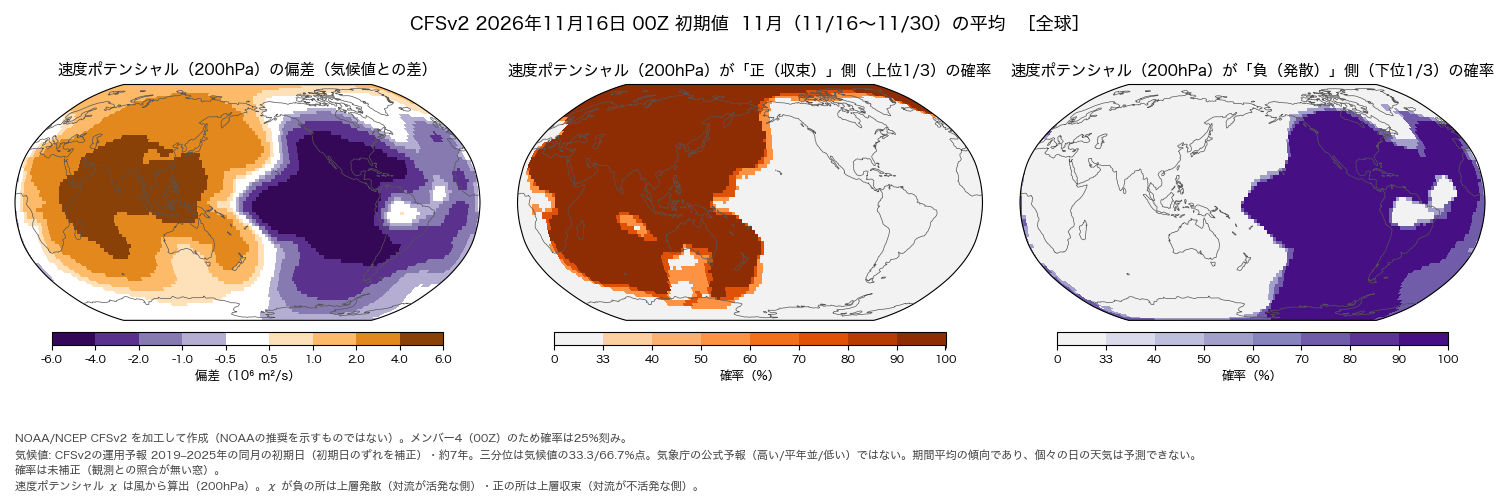 CFSv2 2026年11月16日 00Z 初期値 11月（11/16～11/30）の平均 ［全球］
速度ポテンシャル（200hPa）の偏差（気候値との差）
速度ポテンシャル（200hPa）が「正（収束）」側（上位1/3）の確率
速度ポテンシャル（200hPa）が「負（発散）」側（下位1/3）の確率
-6.0 -4.0 -2.0 -1.0 -0.5 0.5 1.0 2.0 4.0 6.0
偏差（10⁶ m²/s）
0 33 40 50 60 70 80 90 100
確率（%）
0 33 40 50 60 70 80 90 100
確率（%）
NOAA/NCEP CFSv2 を加工して作成（NOAAの推奨を示すものではない）。メンバー4（00Z）のため確率は25%刻み。
気候値: CFSv2の運用予報 2019–2025年の同月の初期日（初期日のずれを補正）・約7年。三分位は気候値の33.3/66.7%点。気象庁の公式予報（高い/平年並/低い）ではない。期間平均の傾向であり、個々の日の天気は予測できない。
確率は未補正（観測との照合が無い窓）。
速度ポテンシャル χ は風から算出（200hPa）。χ が負の所は上層発散（対流が活発な側）・正の所は上層収束（対流が不活発な側）。